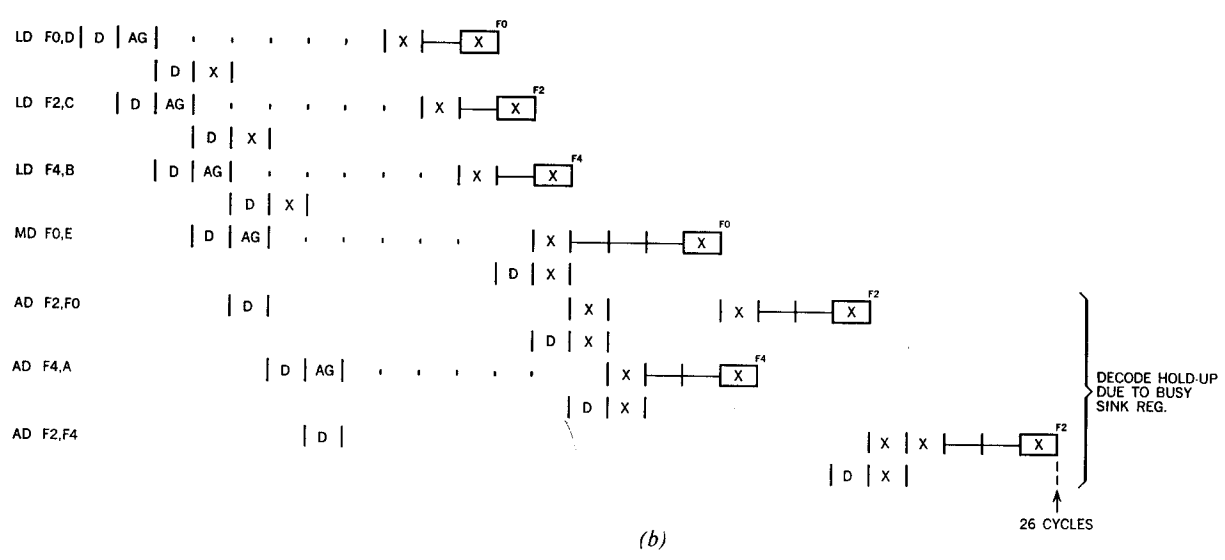 LD F0,D D AG X X F0
D X
LD F2,C D AG X X F2
D X
LD F4,B D AG X X F4
D X
MD F0,E D AG X X F0
D X
AD F2,F0 D X X X F2
D X
AD F4,A D AG X X F4
D X
AD F2,F4 D X X X F2
D X
DECODE HOLD-UP
DUE TO BUSY
SINK REG.
26 CYCLES
(b)